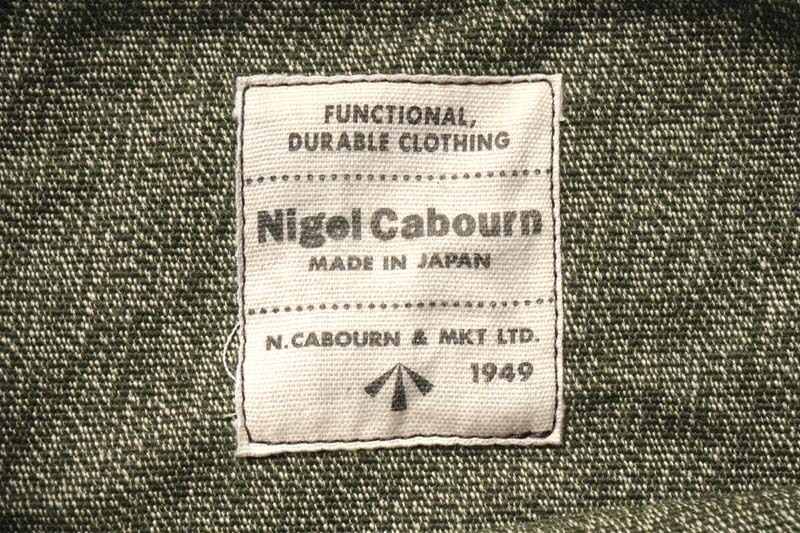 FUNCTIONAL,
DURABLE CLOTHING
Nigel Cabourn
MADE IN JAPAN
N.CABOURN & MKT LTD.
1949